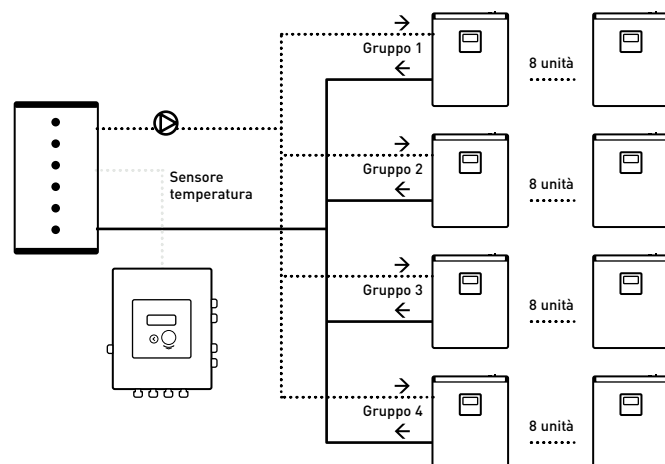 Gruppo 1
8 unità
Sensore
temperatura
Gruppo 2
8 unità
Gruppo 3
8 unità
Gruppo 4
8 unità